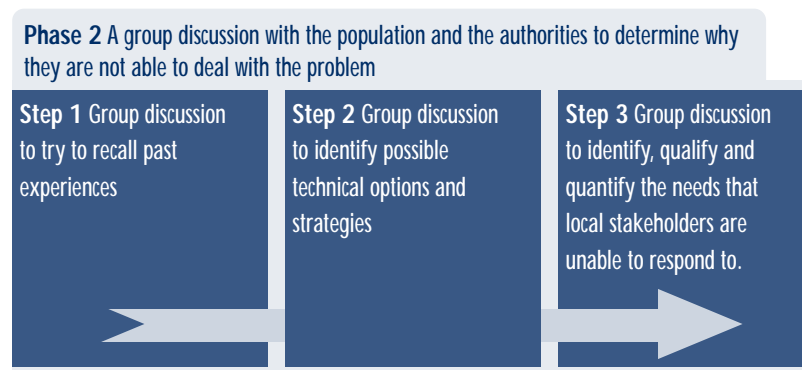 Phase 2 A group discussion with the population and the authorities to determine why
they are not able to deal with the problem
Step 1 Group discussion
to try to recall past
experiences
Step 2 Group discussion
to identify possible
technical options and
strategies
Step 3 Group discussion
to identify, qualify and
quantify the needs that
local stakeholders are
unable to respond to.